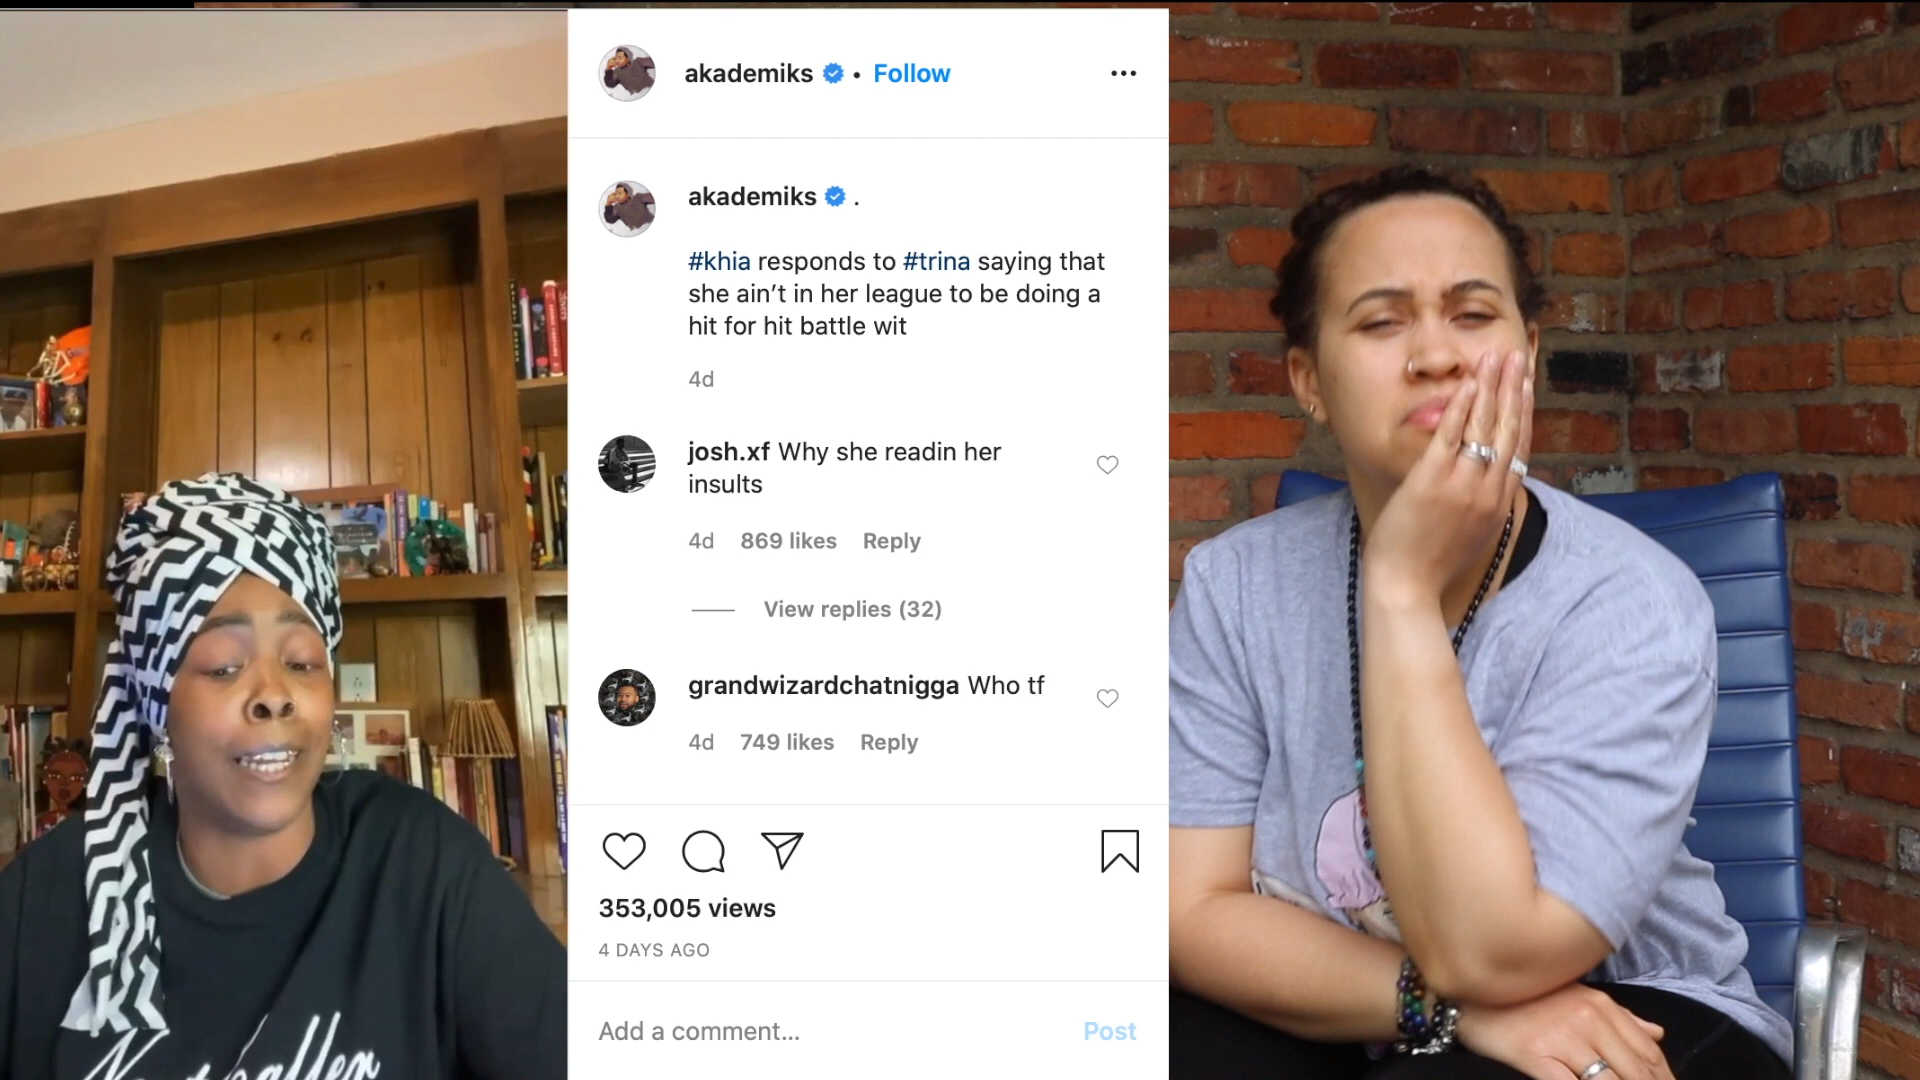 akademiks • Follow
akademiks .
#khia responds to #trina saying that
she ain’t in her league to be doing a
hit for hit battle wit
4d
josh.xf Why she readin her
insults
4d 869 likes Reply
View replies (32)
grandwizardchatnigga Who tf
4d 749 likes Reply
353,005 views
4 DAYS AGO
Add a comment... Post